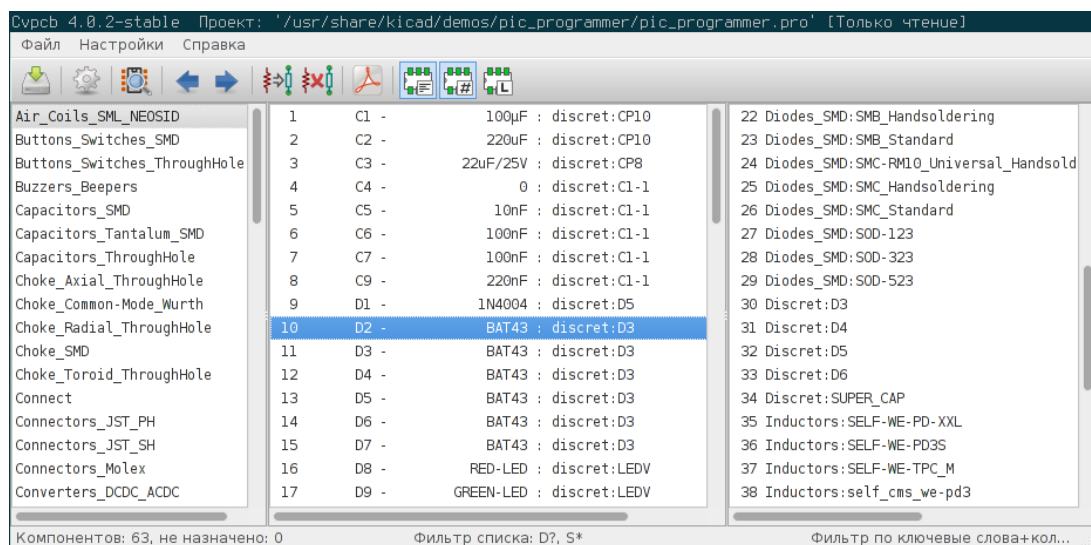 Cvpcb 4.0.2-stable Проект: '/usr/share/kicad/demos/pic_programmer/pic_programmer.pro' [Только чтение]
Файл Настройки Справка
Air_Coils_SML_NEOSID
Buttons_Switches_SMD
Buttons_Switches_ThroughHole
Buzzers_Beepers
Capacitors_SMD
Capacitors_Tantalum_SMD
Capacitors_ThroughHole
Choke_Axial_ThroughHole
Choke_Common-Mode_Wurth
Choke_Radial_ThroughHole
Choke_SMD
Choke_Toroid_ThroughHole
Connect
Connectors_JST_PH
Connectors_JST_SH
Connectors_Molex
Converters_DCDC_ACDC
1 C1 - 100µF : discret:CP10
2 C2 - 220uF : discret:CP10
3 C3 - 22uF/25V : discret:CP8
4 C4 - 0 : discret:C1-1
5 C5 - 10nF : discret:C1-1
6 C6 - 100nF : discret:C1-1
7 C7 - 100nF : discret:C1-1
8 C9 - 220nF : discret:C1-1
9 D1 - 1N4004 : discret:D5
10 D2 - BAT43 : discret:D3
11 D3 - BAT43 : discret:D3
12 D4 - BAT43 : discret:D3
13 D5 - BAT43 : discret:D3
14 D6 - BAT43 : discret:D3
15 D7 - BAT43 : discret:D3
16 D8 - RED-LED : discret:LEDV
17 D9 - GREEN-LED : discret:LEDV
22 Diodes_SMD:SMB_Handsoldering
23 Diodes_SMD:SMB_Standard
24 Diodes_SMD:SMC-RM10_Universal_Handsold
25 Diodes_SMD:SMC_Handsoldering
26 Diodes_SMD:SMC_Standard
27 Diodes_SMD:SOD-123
28 Diodes_SMD:SOD-323
29 Diodes_SMD:SOD-523
30 Discret:D3
31 Discret:D4
32 Discret:D5
33 Discret:D6
34 Discret:SUPER_CAP
35 Inductors:SELF-WE-PD-XXL
36 Inductors:SELF-WE-PD3S
37 Inductors:SELF-WE-TPC_M
38 Inductors:self_cms_we-pd3
Компонентов: 63, не назначено: 0
Фильтр списка: D?, S*
Фильтр по ключевые слова+кол...